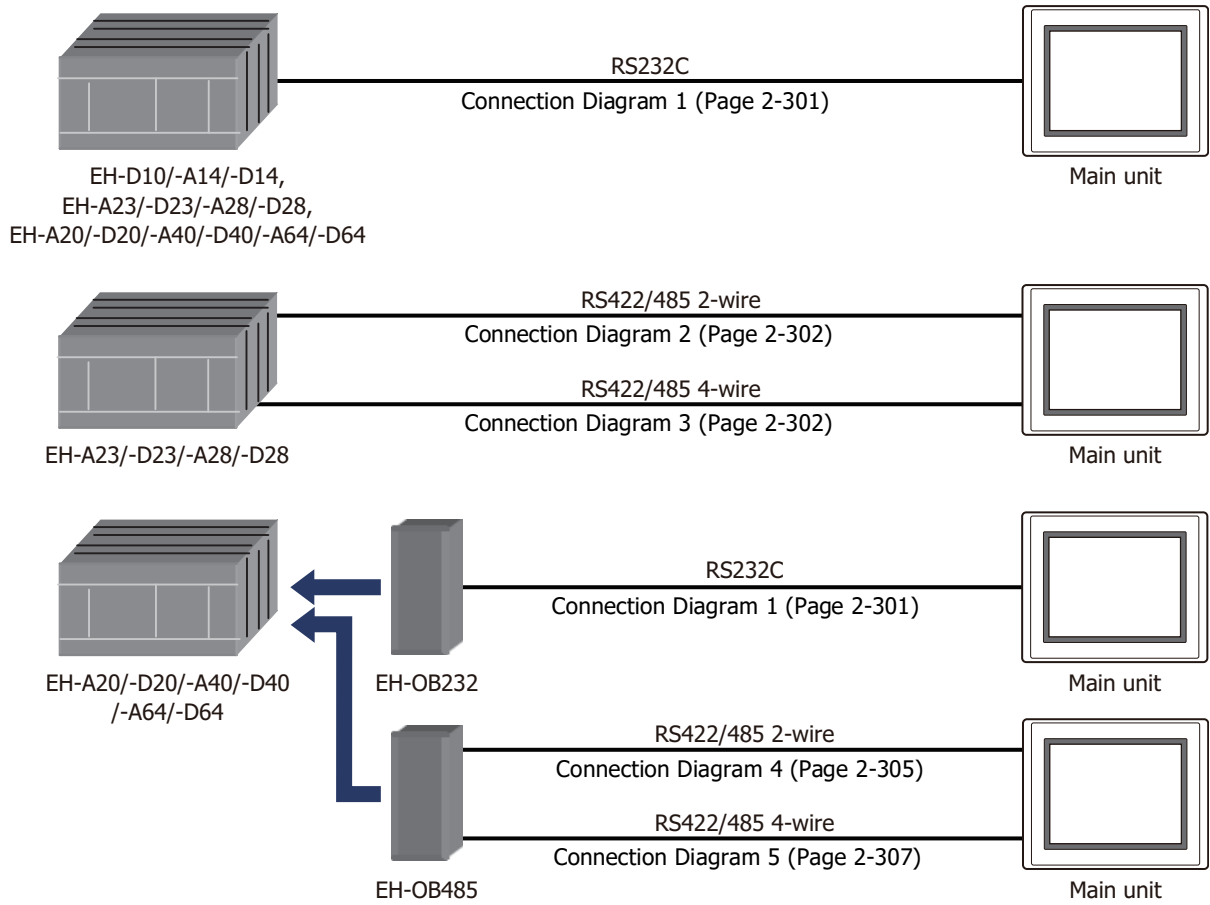 RS232C
Connection Diagram 1 (Page 2-301)
EH-D10/-A14/-D14,
EH-A23/-D23/-A28/-D28,
EH-A20/-D20/-A40/-D40/-A64/-D64
Main unit
RS422/485 2-wire
Connection Diagram 2 (Page 2-302)
RS422/485 4-wire
Connection Diagram 3 (Page 2-302)
EH-A23/-D23/-A28/-D28
Main unit
RS232C
Connection Diagram 1 (Page 2-301)
EH-A20/-D20/-A40/-D40
/-A64/-D64
EH-OB232
Main unit
RS422/485 2-wire
Connection Diagram 4 (Page 2-305)
RS422/485 4-wire
Connection Diagram 5 (Page 2-307)
EH-OB485
Main unit